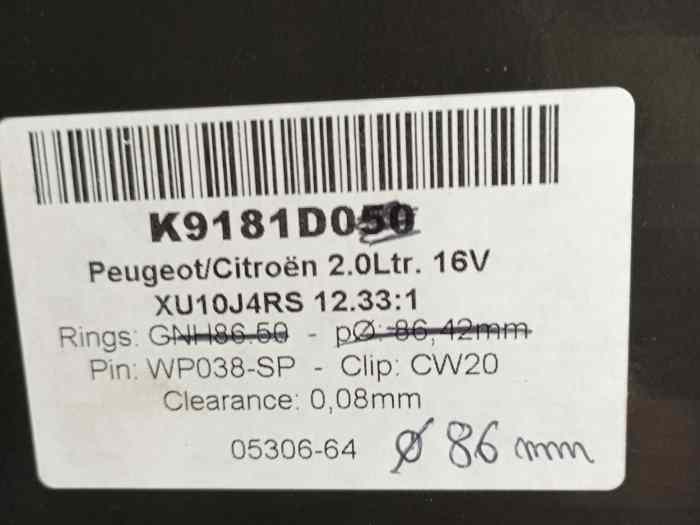 K9181D050
Peugeot/Citroën 2.0Ltr. 16V
XU10J4RS 12.33:1
Rings: GNH86.50 - pØ: 86,42mm
Pin: WP038-SP - Clip: CW20
Clearance: 0,08mm
05306-64 Ø 86 mm